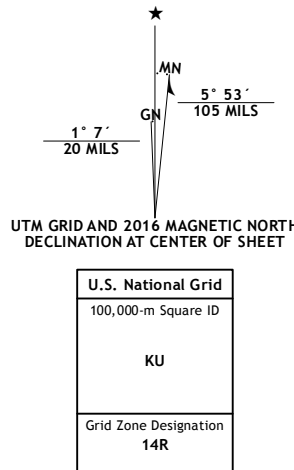 ★
MN
GN
5° 53´
105 MILS
1° 7´
20 MILS
UTM GRID AND 2016 MAGNETIC NORTH
DECLINATION AT CENTER OF SHEET
U.S. National Grid
100,000-m Square ID
KU
Grid Zone Designation
14R